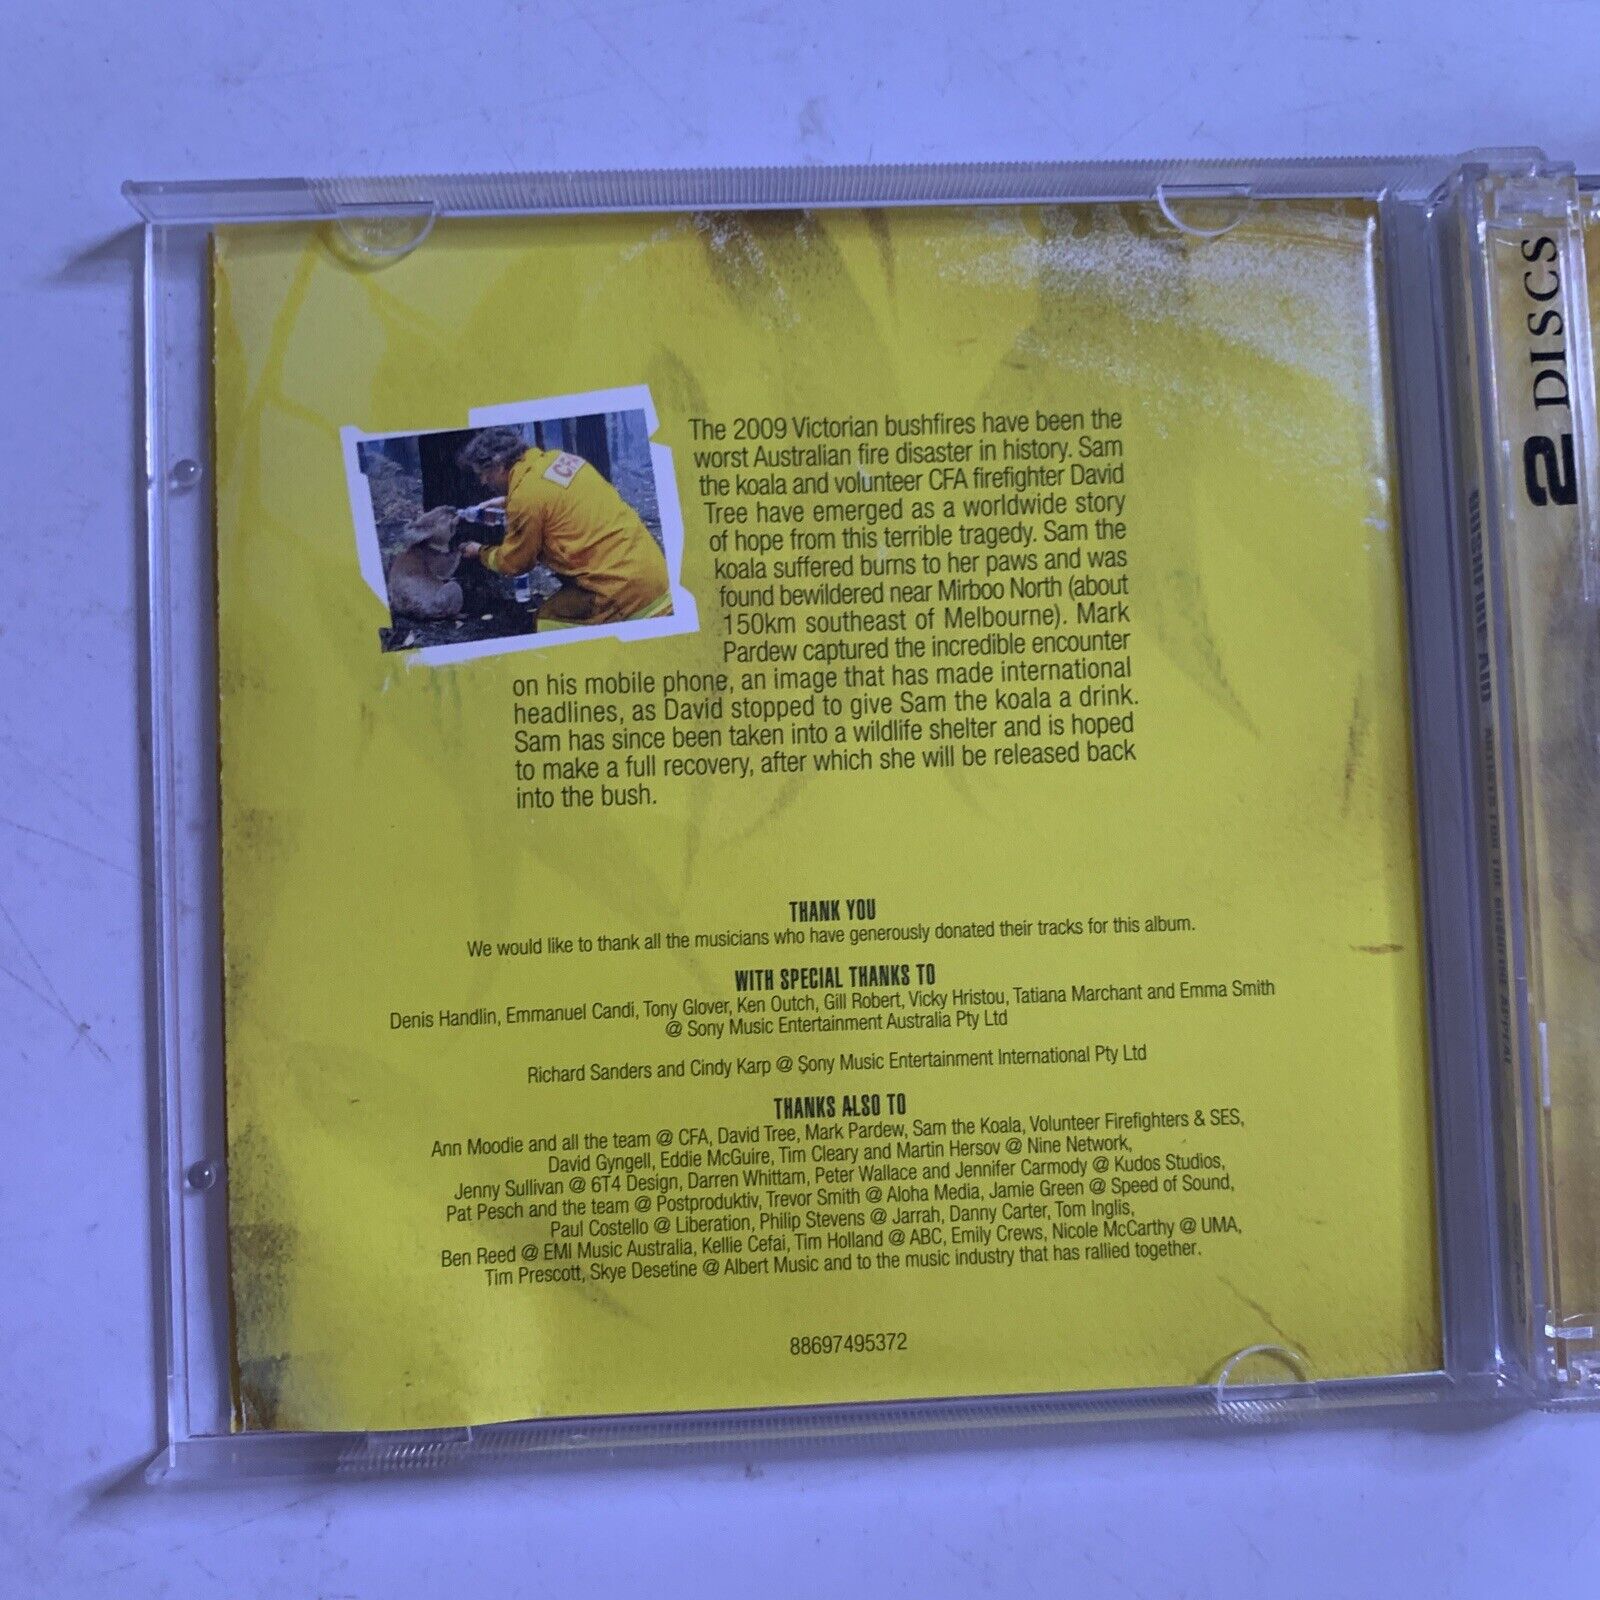 The 2009 Victorian bushfires have been the
worst Australian fire disaster in history. Sam
the koala and volunteer CFA firefighter David
Tree have emerged as a worldwide story
of hope from this terrible tragedy. Sam the
koala suffered burns to her paws and was
found bewildered near Mirboo North (about
150km southeast of Melbourne). Mark
Pardew captured the incredible encounter
on his mobile phone, an image that has made international
headlines, as David stopped to give Sam the koala a drink.
Sam has since been taken into a wildlife shelter and is hoped
to make a full recovery, after which she will be released back
into the bush.
THANK YOU
We would like to thank all the musicians who have generously donated their tracks for this album.
WITH SPECIAL THANKS TO
Denis Handlin, Emmanuel Candi, Tony Glover, Ken Outch, Gill Robert, Vicky Hristou, Tatiana Marchant and Emma Smith
@ Sony Music Entertainment Australia Pty Ltd
Richard Sanders and Cindy Karp @ Sony Music Entertainment International Pty Ltd
THANKS ALSO TO
Ann Moodie and all the team @ CFA, David Tree, Mark Pardew, Sam the Koala, Volunteer Firefighters & SES,
David Gyngell, Eddie McGuire, Tim Cleary and Martin Hersov @ Nine Network,
Jenny Sullivan @ 6T4 Design, Darren Whittam, Peter Wallace and Jennifer Carmody @ Kudos Studios,
Pat Pesch and the team @ Postproduktiv, Trevor Smith @ Aloha Media, Jamie Green @ Speed of Sound,
Paul Costello @ Liberation, Philip Stevens @ Jarrah, Danny Carter, Tom Inglis,
Ben Reed @ EMI Music Australia, Kellie Cefai, Tim Holland @ ABC, Emily Crews, Nicole McCarthy @ UMA,
Tim Prescott, Skye Desetine @ Albert Music and to the music industry that has rallied together.
88697495372
CFA
2 DISCS
BUSHFIRE AID ARTISTS FOR THE BUSHFIRE APPEAL